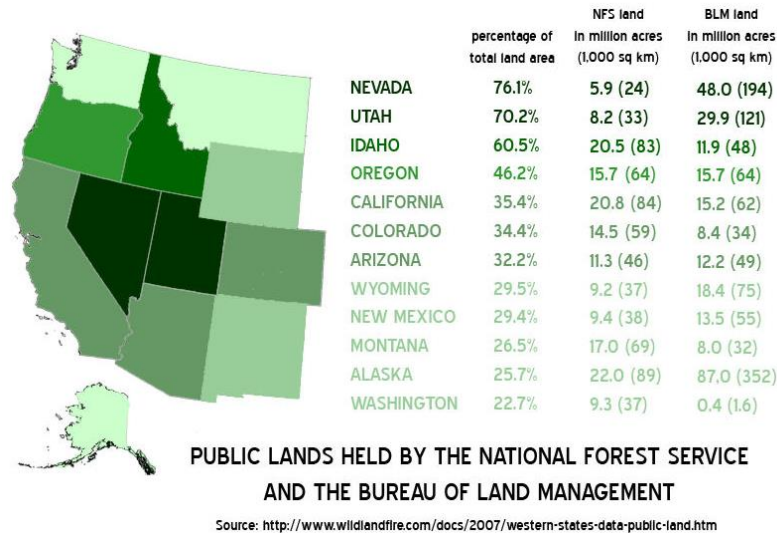 percentage of total land area NFS land in million acres (1,000 sq km) BLM land in million acres (1,000 sq km)
NEVADA 76.1% 5.9 (24) 48.0 (194)
UTAH 70.2% 8.2 (33) 29.9 (121)
IDAHO 60.5% 20.5 (83) 11.9 (48)
OREGON 46.2% 15.7 (64) 15.7 (64)
CALIFORNIA 35.4% 20.8 (84) 15.2 (62)
COLORADO 34.4% 14.5 (59) 8.4 (34)
ARIZONA 32.2% 11.3 (46) 12.2 (49)
WYOMING 29.5% 9.2 (37) 18.4 (75)
NEW MEXICO 29.4% 9.4 (38) 13.5 (55)
MONTANA 26.5% 17.0 (69) 8.0 (32)
ALASKA 25.7% 22.0 (89) 87.0 (352)
WASHINGTON 22.7% 9.3 (37) 0.4 (1.6)
PUBLIC LANDS HELD BY THE NATIONAL FOREST SERVICE
AND THE BUREAU OF LAND MANAGEMENT
Source: http://www.wildlandfire.com/docs/2007/western-states-data-public-land.htm